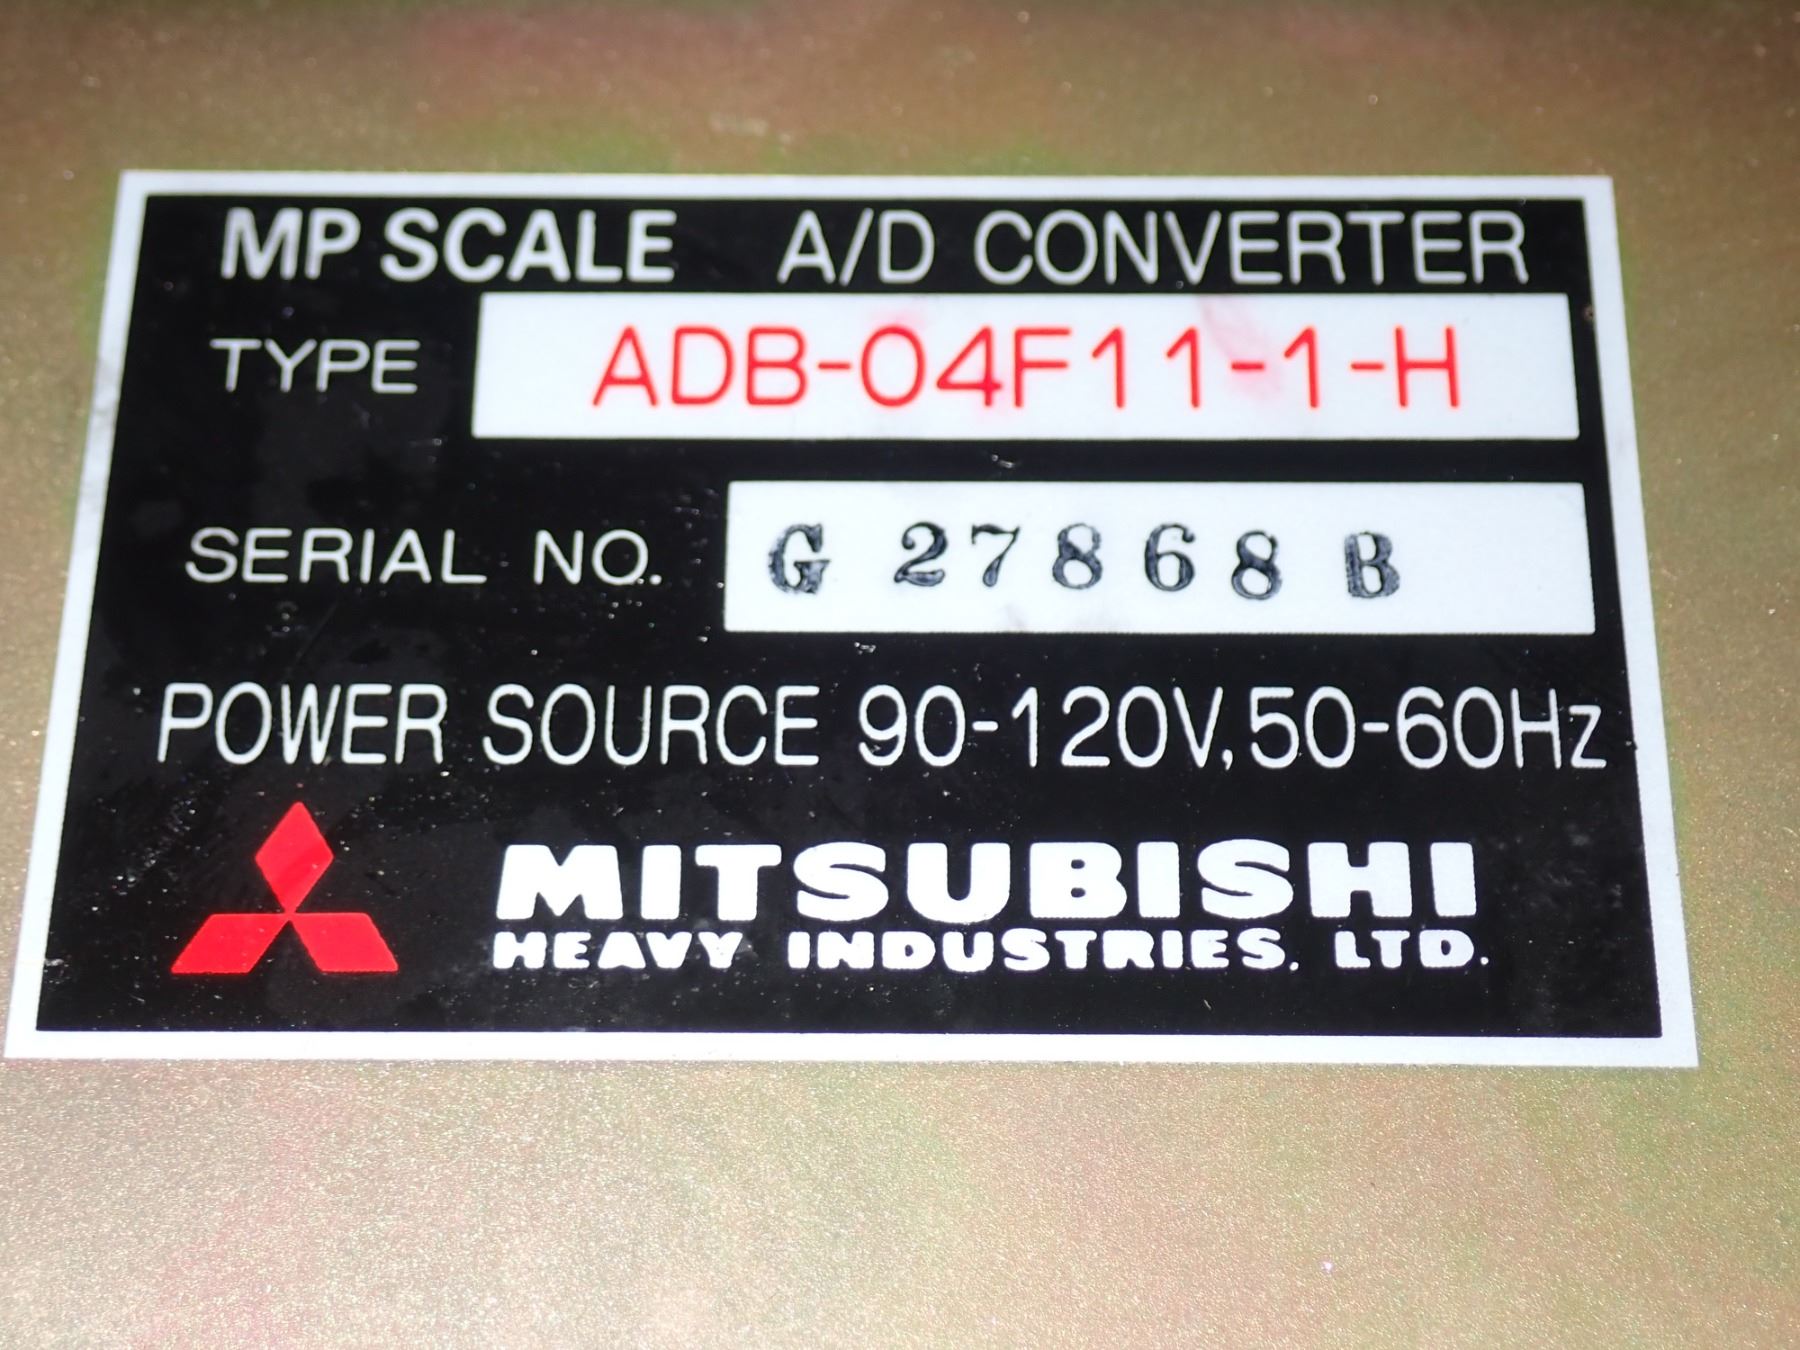 MP SCALE A/D CONVERTER
TYPE ADB-04F11-1-H
SERIAL NO. G 27868 B
POWER SOURCE 90-120V, 50-60Hz
MITSUBISHI
HEAVY INDUSTRIES, LTD.